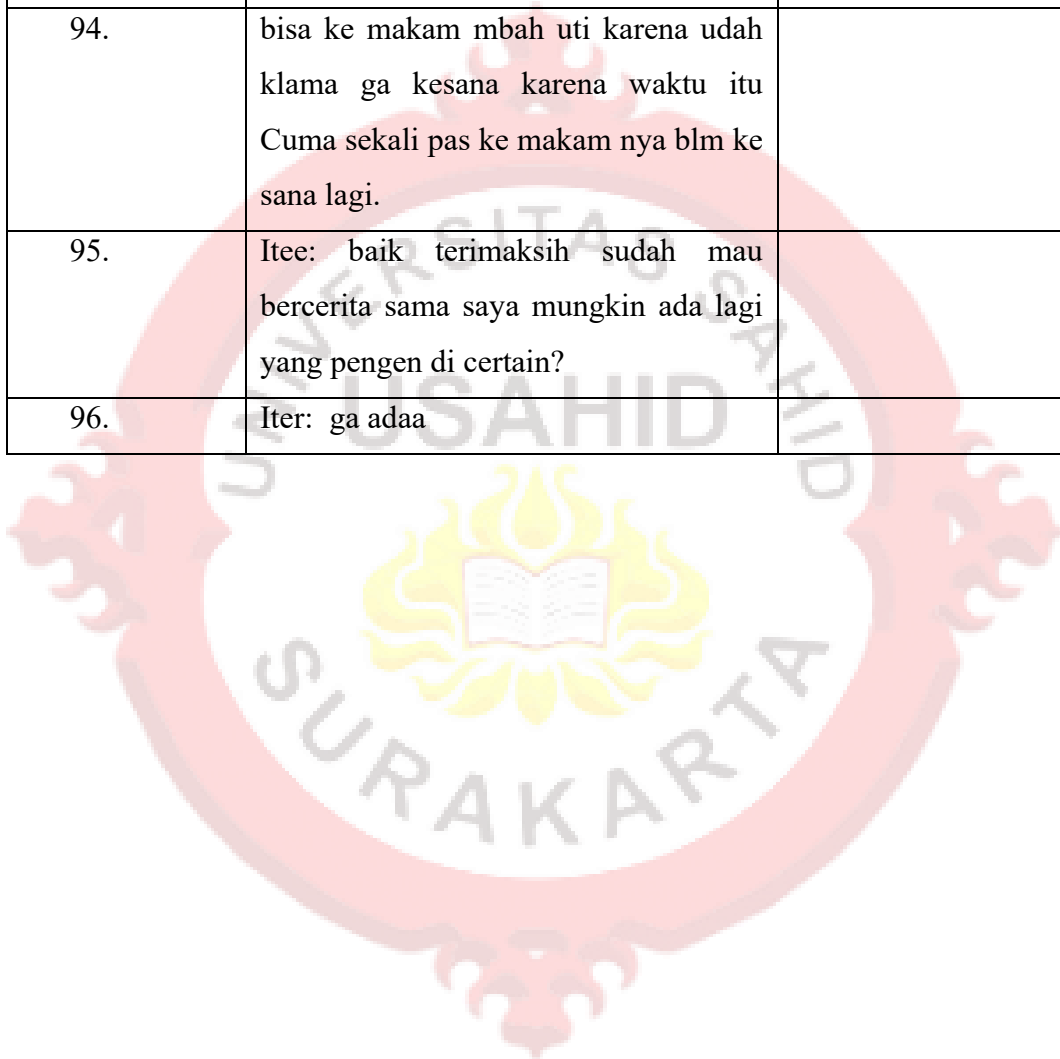 94.
bisa ke makam mbah uti karena udah
klama ga kesana karena waktu itu
Cuma sekali pas ke makam nya blm ke
sana lagi.
95.
Itee: baik terimaksih sudah mau
bercerita sama saya mungkin ada lagi
yang pengen di certain?
96.
Iter: ga adaa
UNIVERSITAS SAHID
USAHID
SURAKARTA